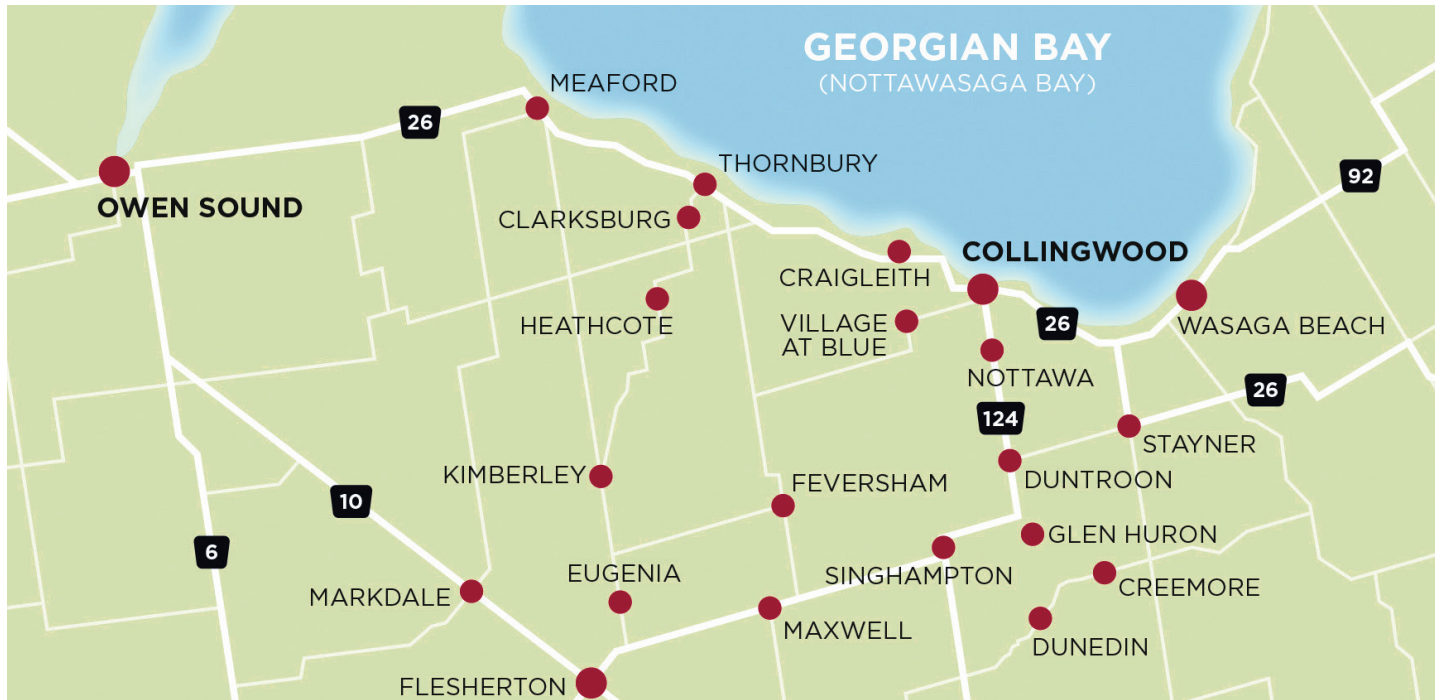 GEORGIAN BAY
(NOTTAWASAGA BAY)
MEAFORD
26
THORNBURY
92
OWEN SOUND
CLARKSBURG
COLLINGWOOD
CRAIGLEITH
HEATHCOTE
VILLAGE
AT BLUE
26
WASAGA BEACH
NOTTAWA
26
124
STAYNER
KIMBERLEY
FEVERSHAM
DUNTROON
10
GLEN HURON
6
EUGENIA
SINGHAMPTON
CREEMORE
MARKDALE
MAXWELL
DUNEDIN
FLESHERTON